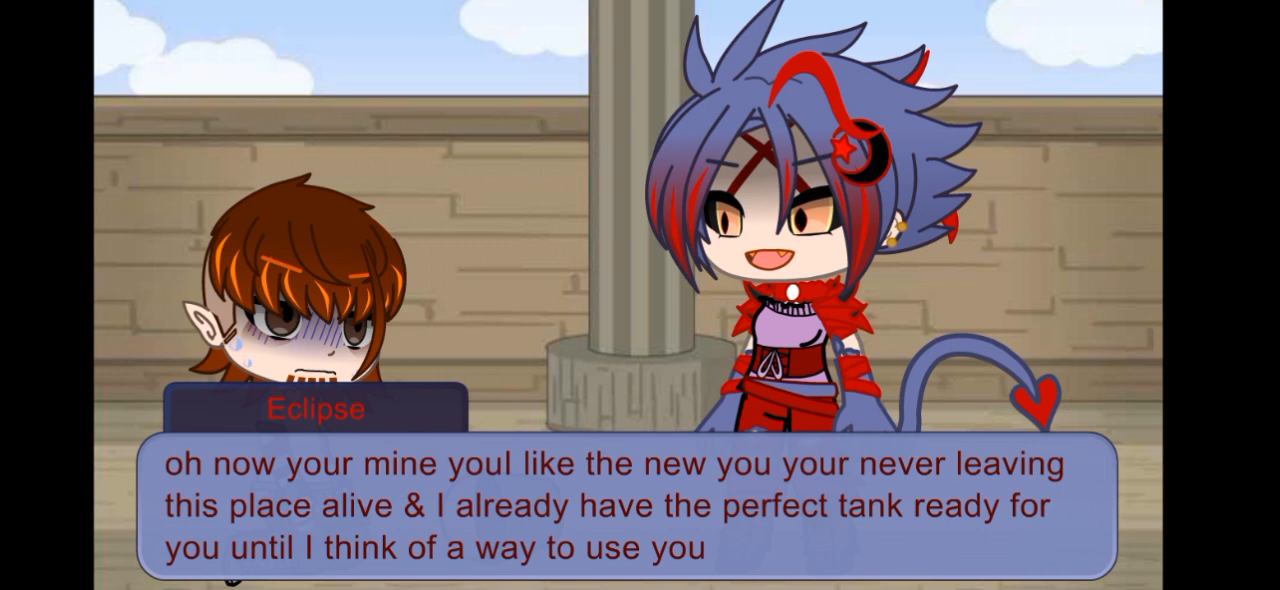 Eclipse
oh now your mine youl like the new you your never leaving
this place alive & I already have the perfect tank ready for
you until I think of a way to use you